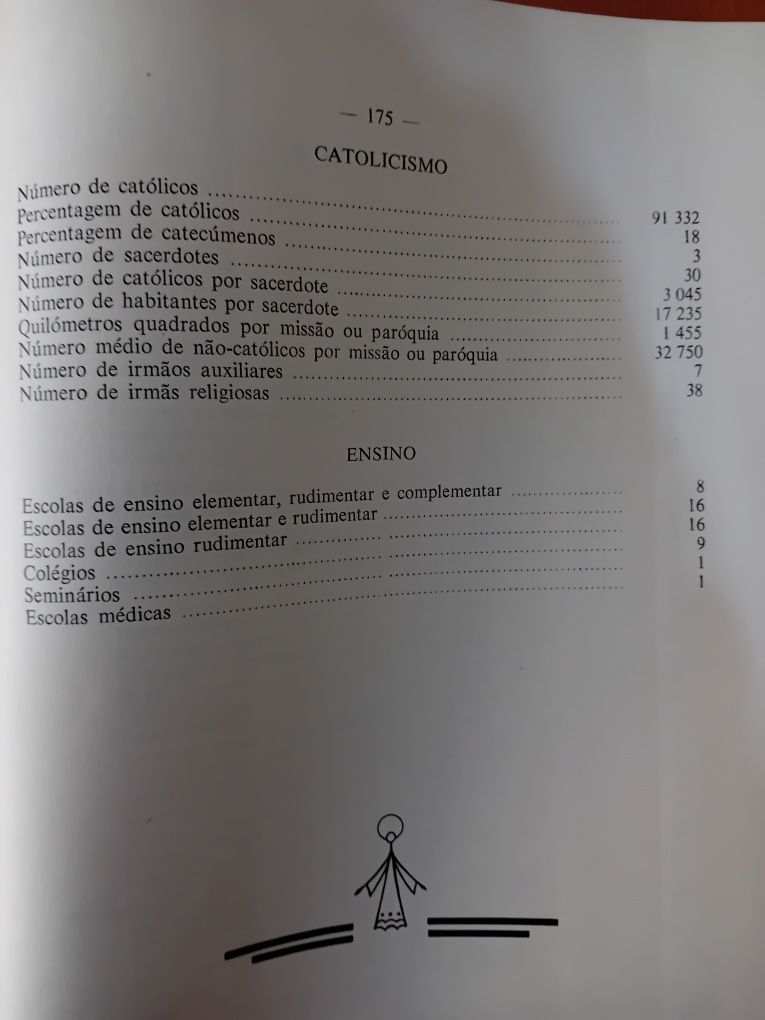 — 175 —
CATOLICISMO
Número de católicos ........................ 91 332
Percentagem de católicos ........................ 18
Percentagem de catecúmenos ........................ 3
Número de sacerdotes ........................ 30
Número de católicos por sacerdote ........................ 3 045
Número de habitantes por sacerdote ........................ 17 235
Quilómetros quadrados por missão ou paróquia ........................ 1 455
Número médio de não-católicos por missão ou paróquia ........................ 32 750
Número de irmãos auxiliares ........................ 7
Número de irmãs religiosas ........................ 38
ENSINO
Escolas de ensino elementar, rudimentar e complementar ........................ 8
Escolas de ensino elementar e rudimentar ........................ 16
Escolas de ensino rudimentar ........................ 16
Colégios ........................ 9
Seminários ........................ 1
Escolas médicas ........................ 1